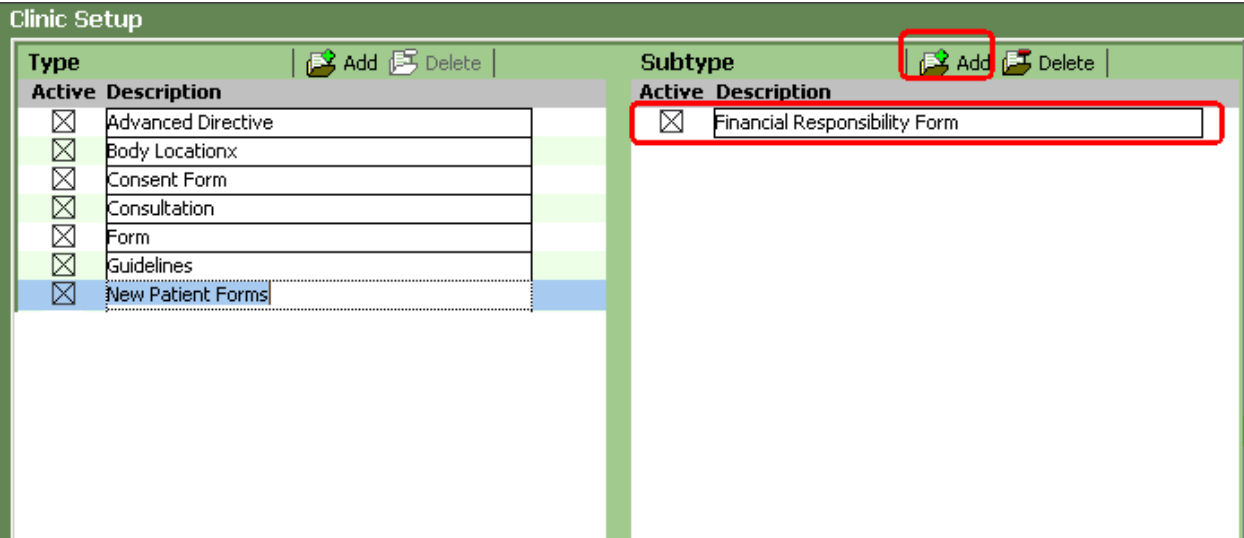 Clinic Setup
Type Add Delete
Active Description
Advanced Directive
Body Locationx
Consent Form
Consultation
Form
Guidelines
New Patient Forms
Subtype Add Delete
Active Description
Financial Responsibility Form